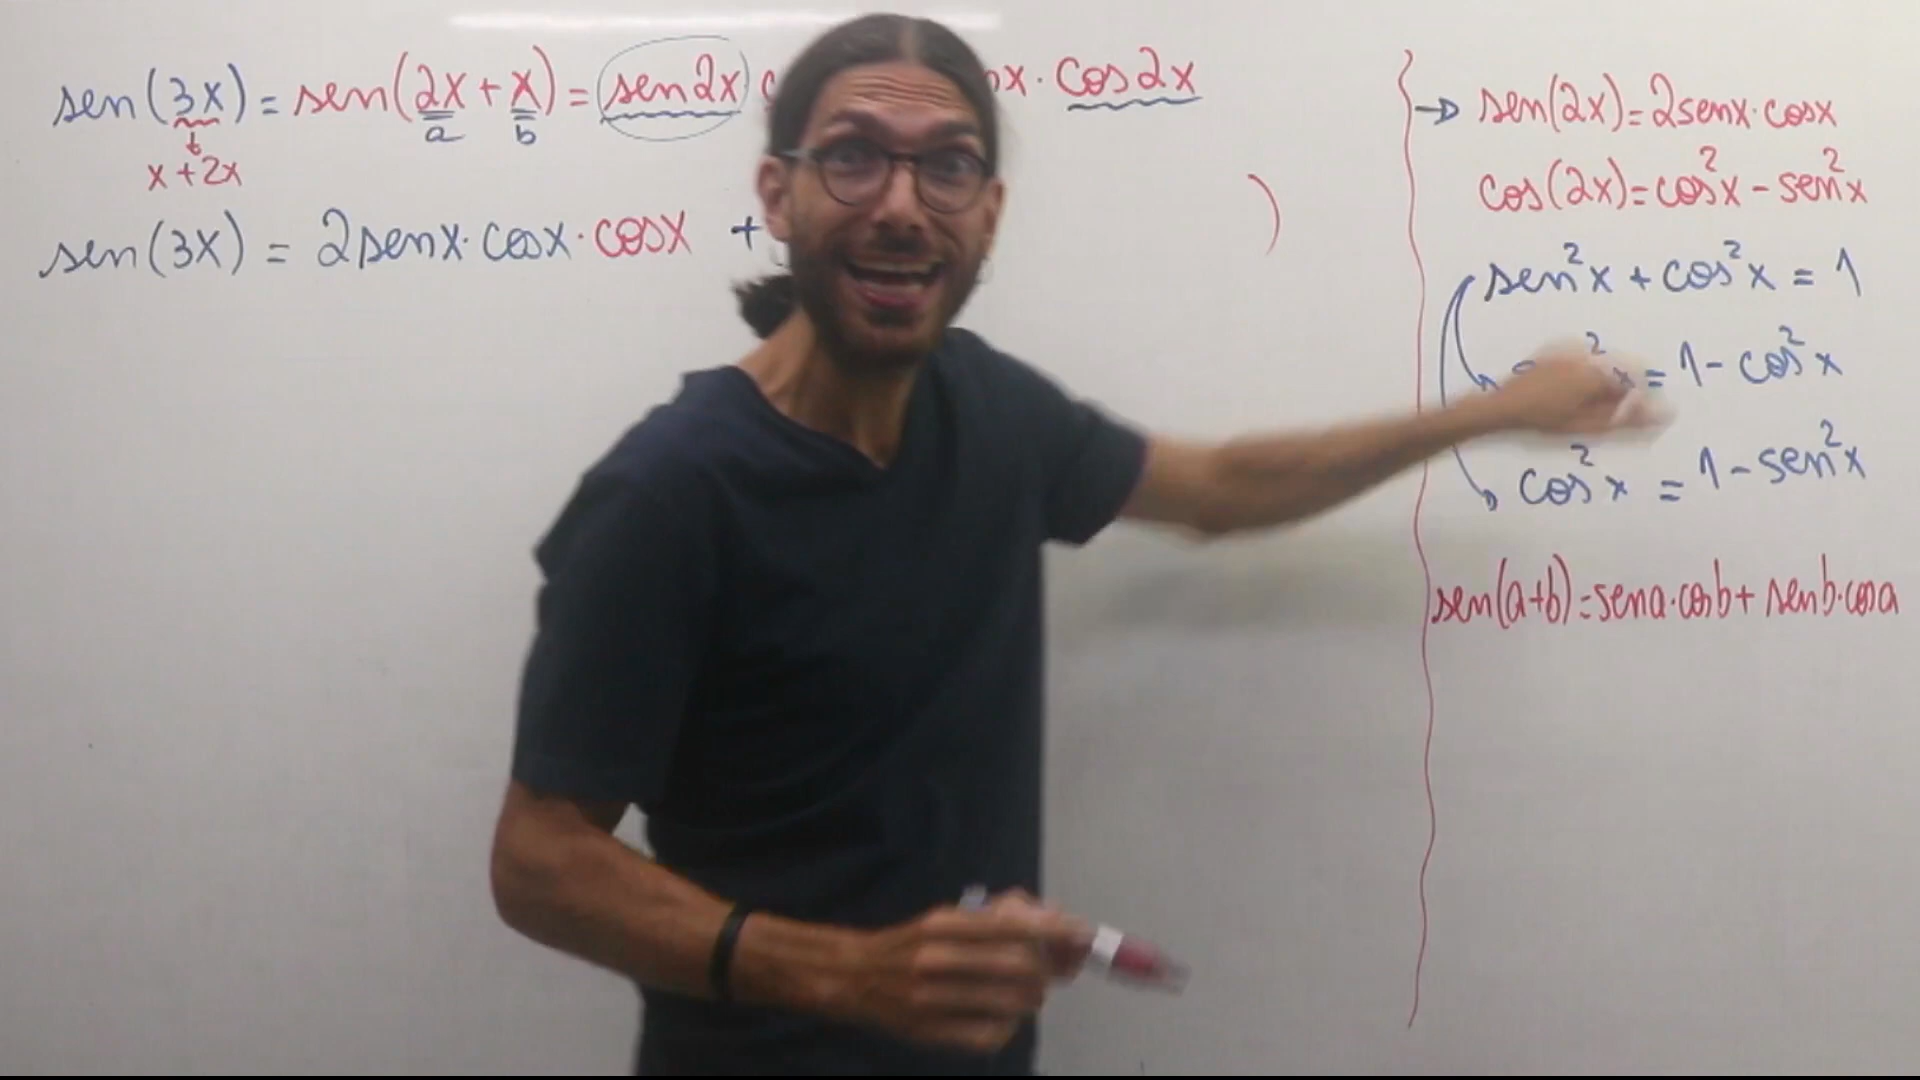 sen(3x) = sen(2x + x) = sen2x x · cos2x
a b
x + 2x
sen(3x) = 2senx · cosx · cosx + )
→ sen(2x) = 2senx · cosx
cos(2x) = cos²x - sen²x
sen²x + cos²x = 1
²x = 1 - cos²x
cos²x = 1 - sen²x
sen(a+b) = sena · cosb + senb · cosa